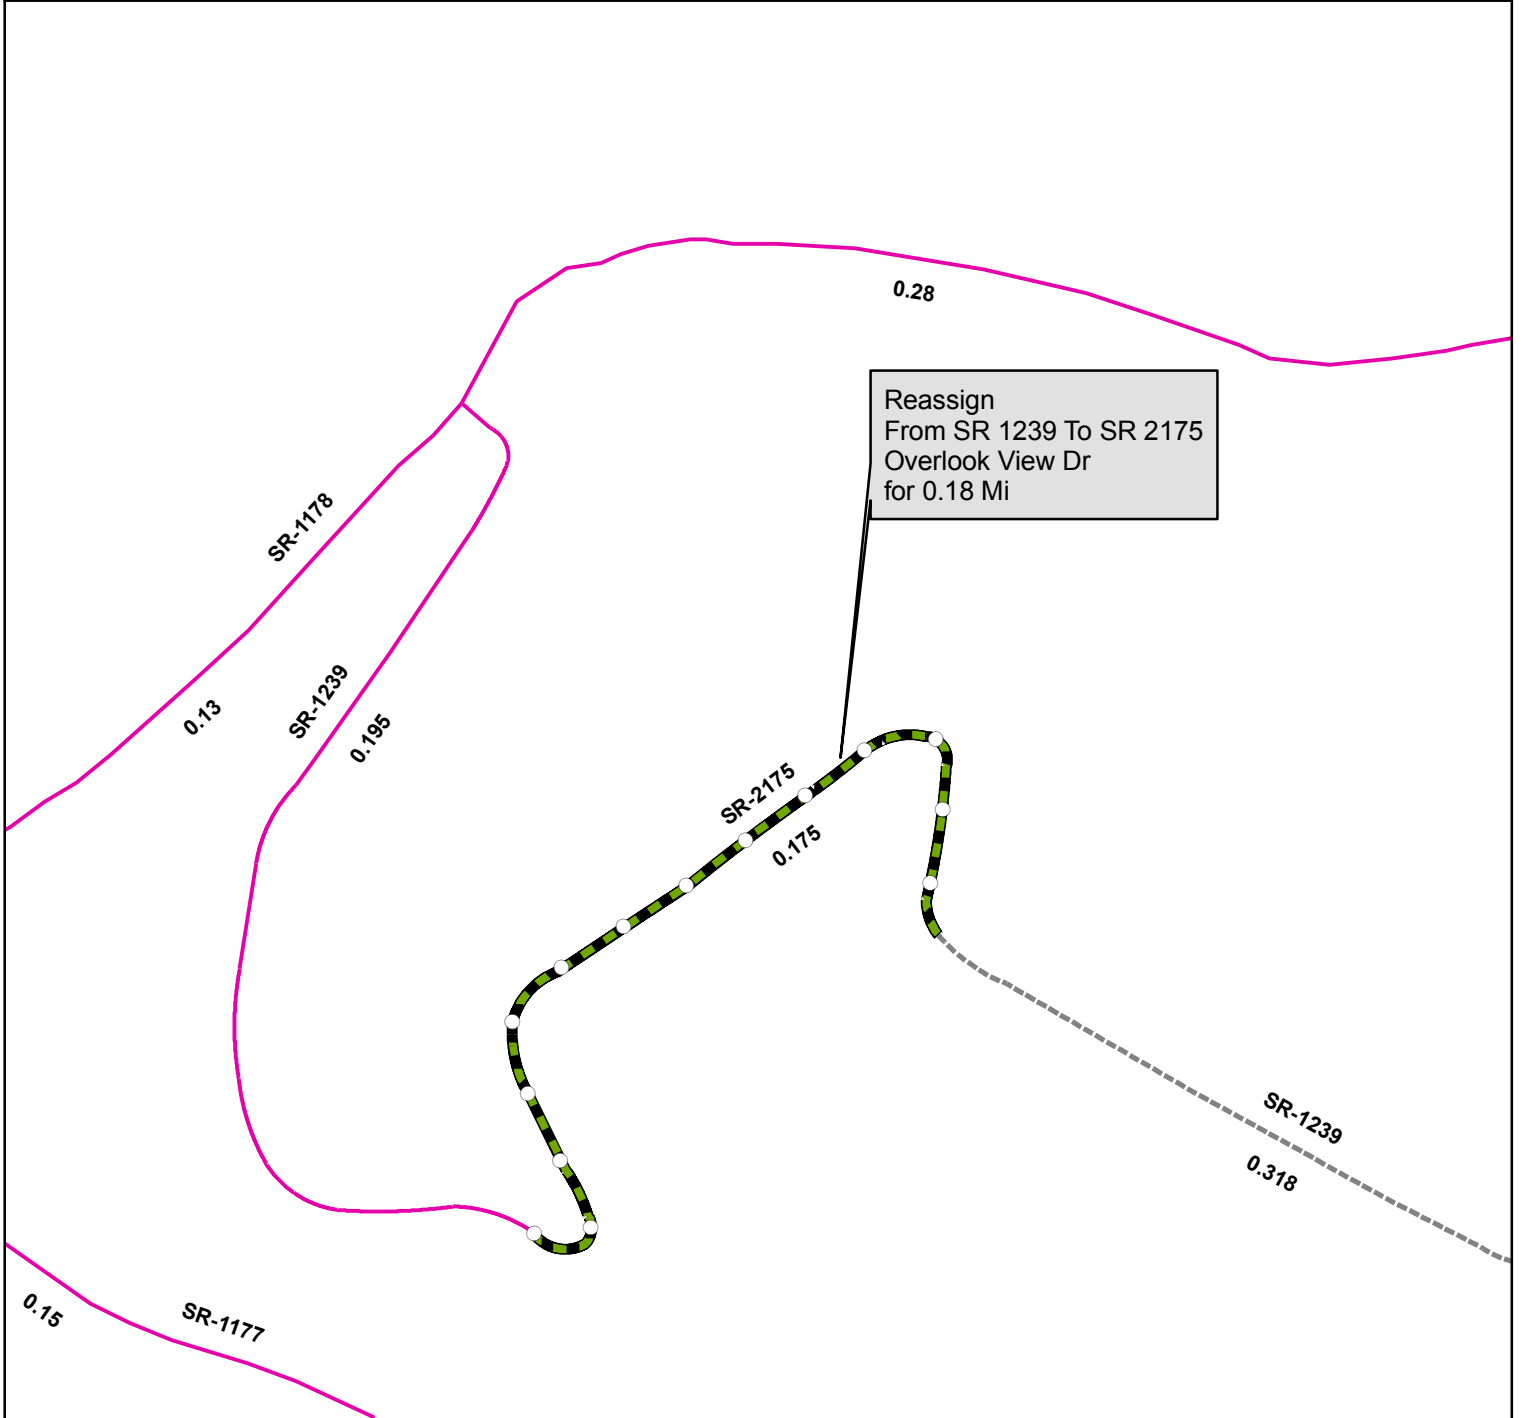 0.28
Reassign
From SR 1239 To SR 2175
Overlook View Dr
for 0.18 Mi
SR-1178
0.13
SR-1239
0.195
SR-2175
0.175
SR-1239
0.318
0.15
SR-1177